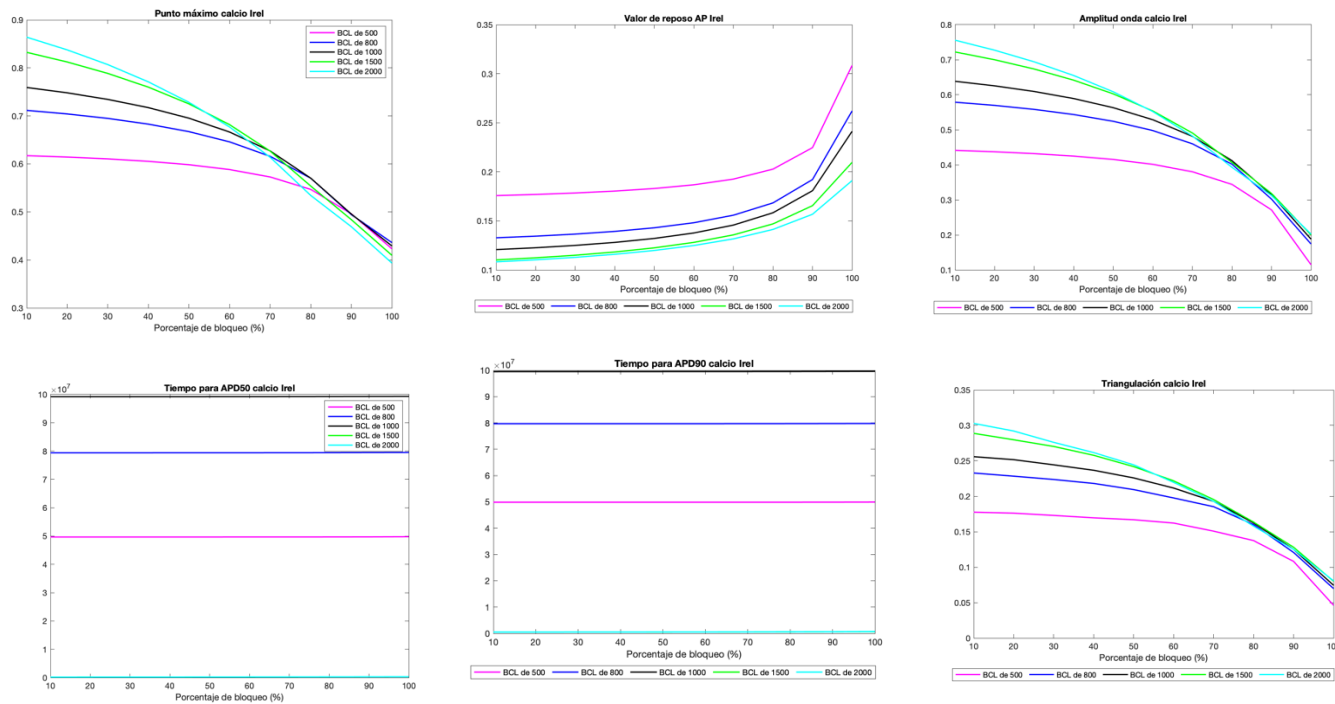 Punto máximo calcio Irel
0.9
0.8
0.7
0.6
0.5
0.4
0.3
10 20 30 40 50 60 70 80 90 100
Porcentaje de bloqueo (%)
BCL de 500
BCL de 800
BCL de 1000
BCL de 1500
BCL de 2000
Valor de reposo AP Irel
0.35
0.3
0.25
0.2
0.15
0.1
10 20 30 40 50 60 70 80 90 100
Porcentaje de bloqueo (%)
BCL de 500 BCL de 800 BCL de 1000 BCL de 1500 BCL de 2000
Amplitud onda calcio Irel
0.8
0.7
0.6
0.5
0.4
0.3
0.2
0.1
10 20 30 40 50 60 70 80 90 100
Porcentaje de bloqueo (%)
BCL de 500 BCL de 800 BCL de 1000 BCL de 1500 BCL de 2000
Tiempo para APD50 calcio Irel
×10⁷
10
9
8
7
6
5
4
3
2
1
0
10 20 30 40 50 60 70 80 90 100
Porcentaje de bloqueo (%)
BCL de 500
BCL de 800
BCL de 1000
BCL de 1500
BCL de 2000
Tiempo para APD90 calcio Irel
×10⁷
10
9
8
7
6
5
4
3
2
1
0
10 20 30 40 50 60 70 80 90 100
Porcentaje de bloqueo (%)
BCL de 500 BCL de 800 BCL de 1000 BCL de 1500 BCL de 2000
Triangulación calcio Irel
0.35
0.3
0.25
0.2
0.15
0.1
0.05
0
10 20 30 40 50 60 70 80 90 100
Porcentaje de bloqueo (%)
BCL de 500 BCL de 800 BCL de 1000 BCL de 1500 BCL de 2000